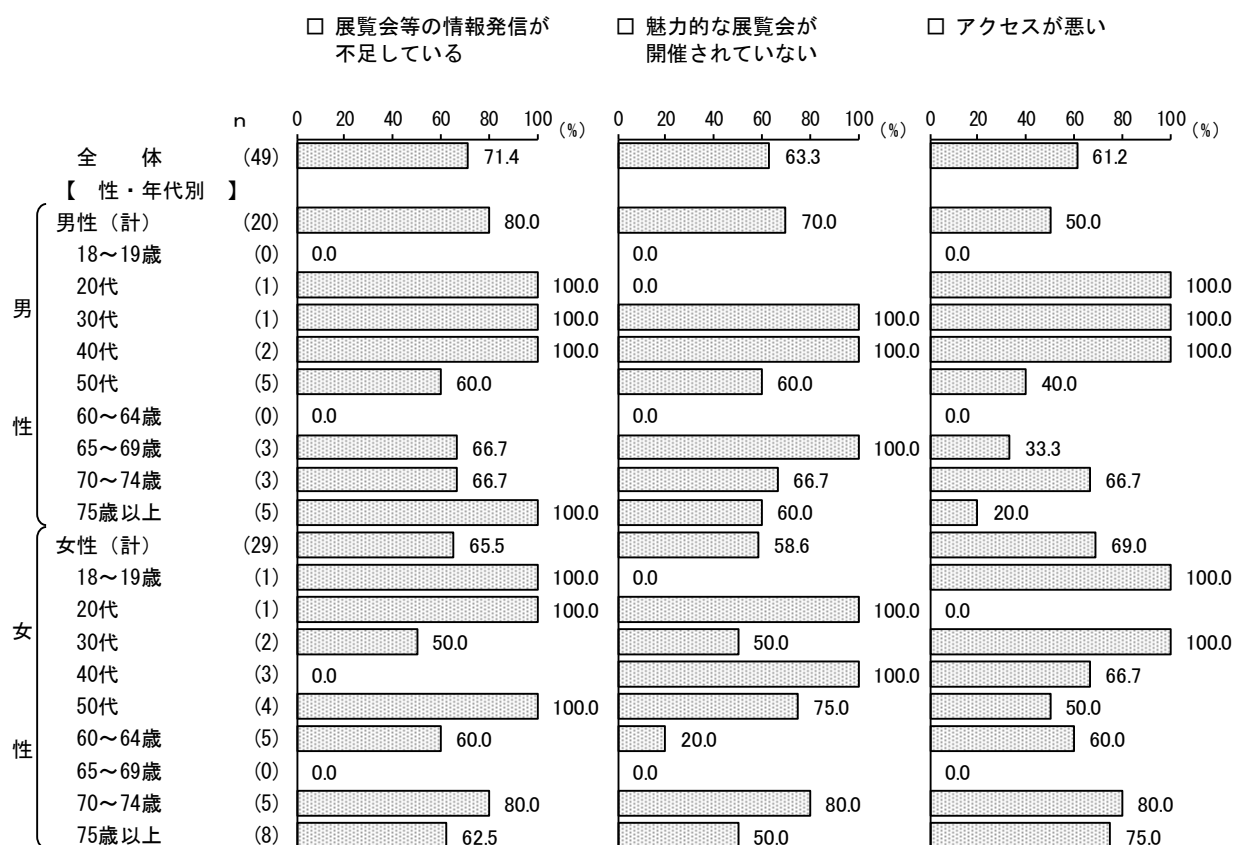 □ 展覧会等の情報発信が
不足している
□ 魅力的な展覧会が
開催されていない
□ アクセスが悪い
n 0 20 40 60 80 100 (%) 0 20 40 60 80 100 (%) 0 20 40 60 80 100 (%)
全 体 (49) 71.4 63.3 61.2
【 性・年代別 】
男性(計) (20) 80.0 70.0 50.0
18~19歳 (0) 0.0 0.0 0.0
20代 (1) 100.0 0.0 100.0
男
30代 (1) 100.0 100.0 100.0
40代 (2) 100.0 100.0 100.0
50代 (5) 60.0 60.0 40.0
60~64歳 (0) 0.0 0.0 0.0
性
65~69歳 (3) 66.7 100.0 33.3
70~74歳 (3) 66.7 66.7 66.7
75歳以上 (5) 100.0 60.0 20.0
女性(計) (29) 65.5 58.6 69.0
18~19歳 (1) 100.0 0.0 100.0
20代 (1) 100.0 100.0 0.0
女
30代 (2) 50.0 50.0 100.0
40代 (3) 0.0 100.0 66.7
50代 (4) 100.0 75.0 50.0
60~64歳 (5) 60.0 20.0 60.0
性
65~69歳 (0) 0.0 0.0 0.0
70~74歳 (5) 80.0 80.0 80.0
75歳以上 (8) 62.5 50.0 75.0